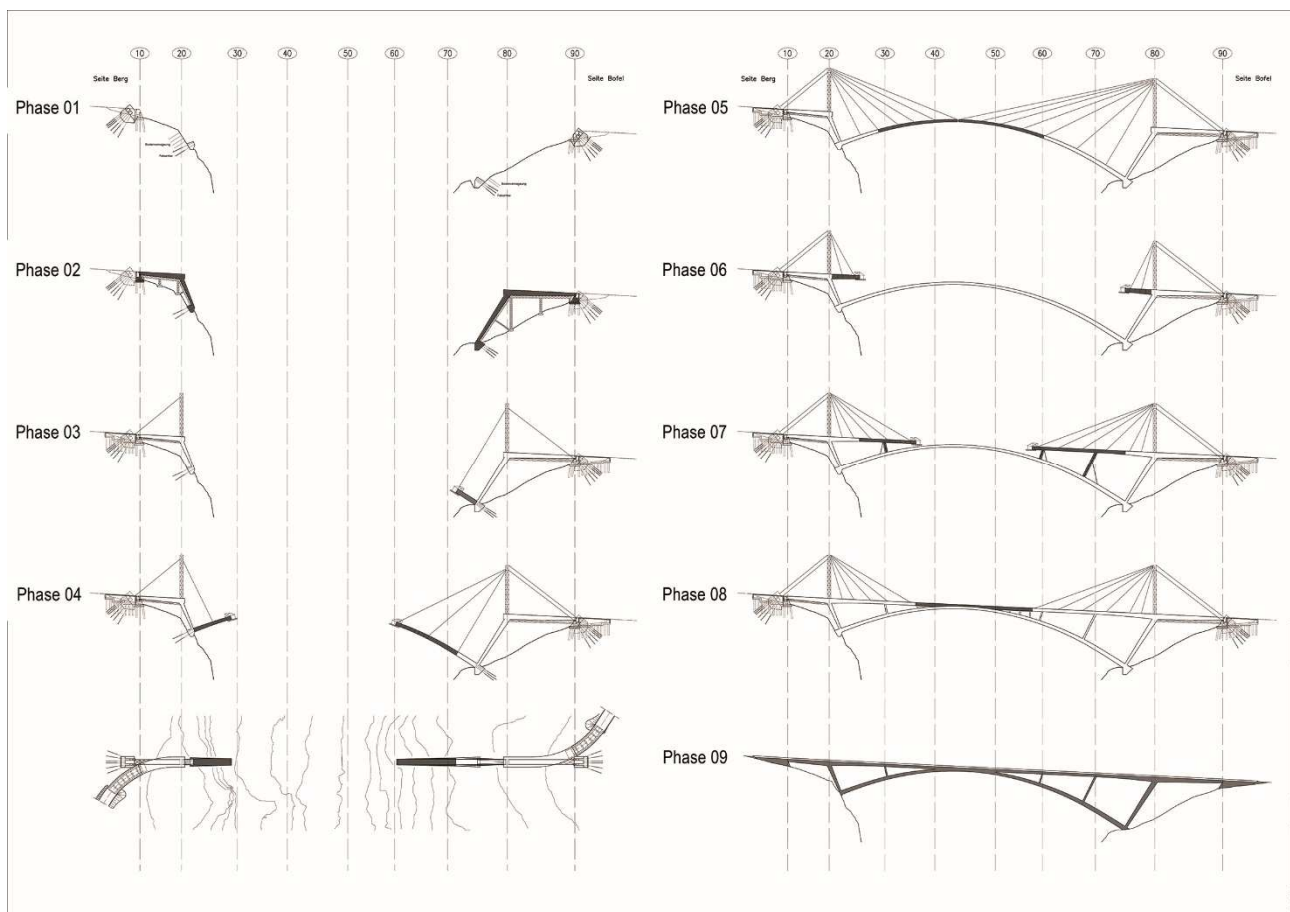 10 20 30 40 50 60 70 80 90
Seite Berg
Seite Bofel
Phase 01
Phase 02
Phase 03
Phase 04
10 20 30 40 50 60 70 80 90
Seite Berg
Seite Bofel
Phase 05
Phase 06
Phase 07
Phase 08
Phase 09